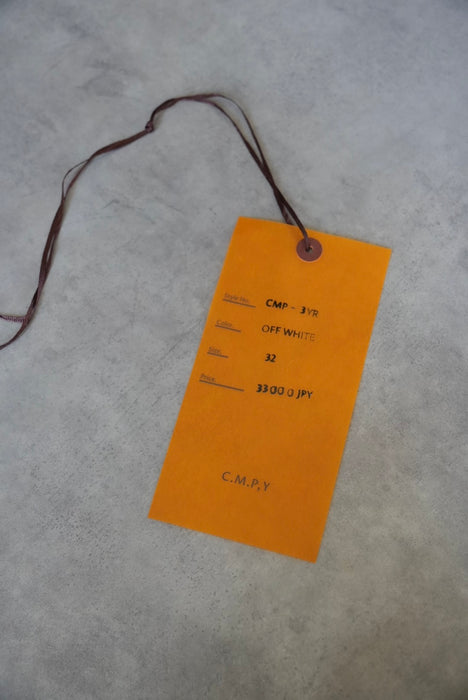 Style No. CMP - 3YR
Color. OFF WHITE
Size. 32
Price. 33000 JPY
C.M.P,Y